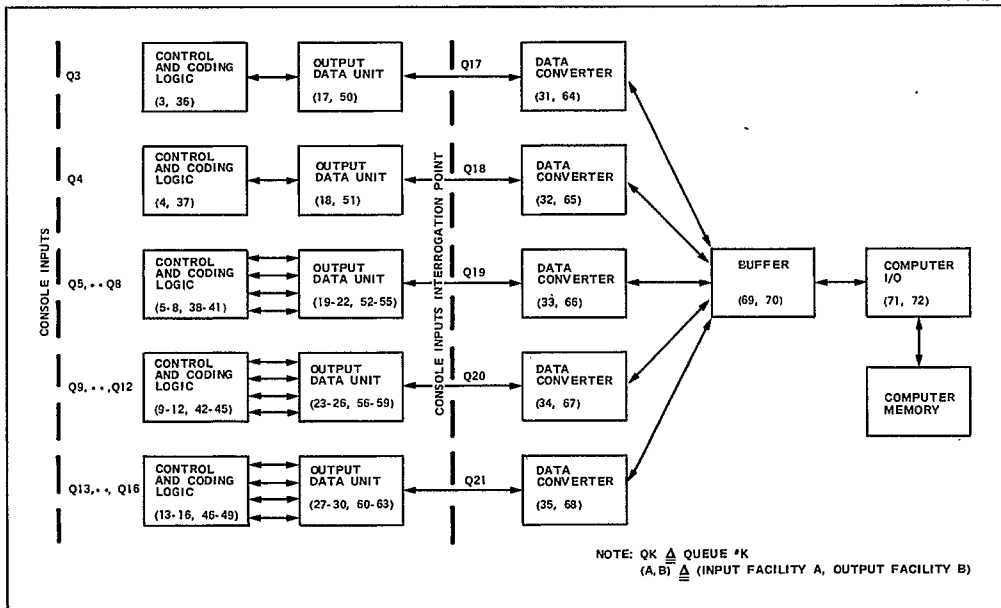 CONSOLE INPUTS
Q3
CONTROL
AND CODING
LOGIC
(3, 36)
OUTPUT
DATA UNIT
(17, 50)
Q17
DATA
CONVERTER
(31, 64)
Q4
CONTROL
AND CODING
LOGIC
(4, 37)
OUTPUT
DATA UNIT
(18, 51)
CONSOLE INPUTS INTERROGATION POINT
Q18
DATA
CONVERTER
(32, 65)
Q5,••Q8
CONTROL
AND CODING
LOGIC
(5-8, 38-41)
OUTPUT
DATA UNIT
(19-22, 52-55)
Q19
DATA
CONVERTER
(33, 66)
BUFFER
(69, 70)
COMPUTER
I/O
(71, 72)
Q9,••,Q12
CONTROL
AND CODING
LOGIC
(9-12, 42-45)
OUTPUT
DATA UNIT
(23-26, 56-59)
Q20
DATA
CONVERTER
(34, 67)
COMPUTER
MEMORY
Q13,••, Q16
CONTROL
AND CODING
LOGIC
(13-16, 46-49)
OUTPUT
DATA UNIT
(27-30, 60-63)
Q21
DATA
CONVERTER
(35, 68)
NOTE: QK ≜ QUEUE #K
(A, B) ≜ (INPUT FACILITY A, OUTPUT FACILITY B)